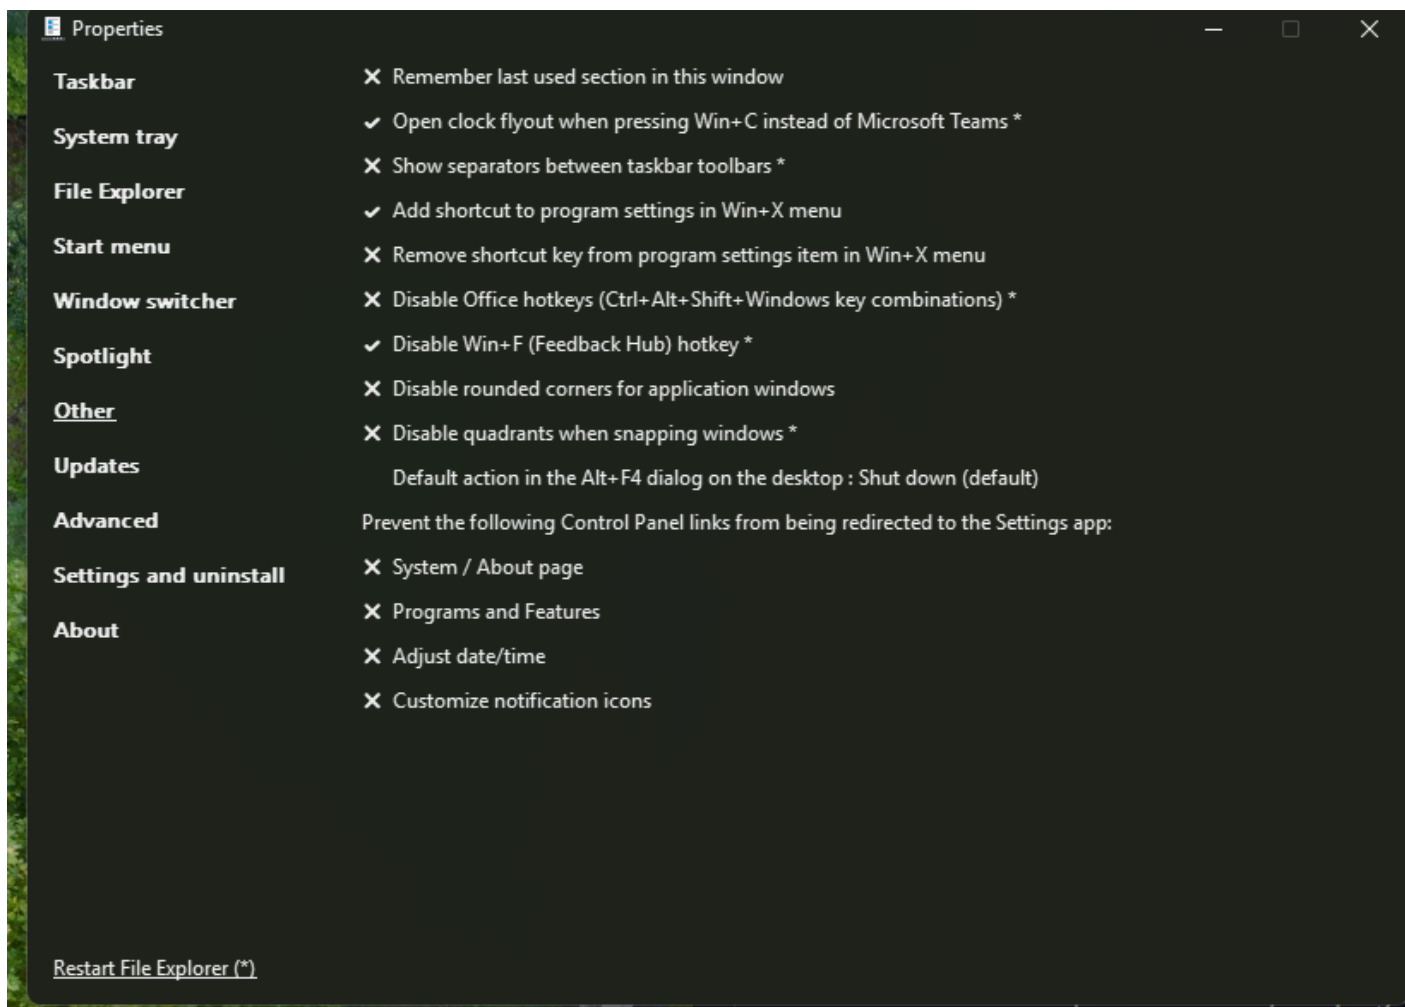 Properties
Taskbar
System tray
File Explorer
Start menu
Window switcher
Spotlight
Other
Updates
Advanced
Settings and uninstall
About
Remember last used section in this window
Open clock flyout when pressing Win+C instead of Microsoft Teams *
Show separators between taskbar toolbars *
Add shortcut to program settings in Win+X menu
Remove shortcut key from program settings item in Win+X menu
Disable Office hotkeys (Ctrl+Alt+Shift+Windows key combinations) *
Disable Win+F (Feedback Hub) hotkey *
Disable rounded corners for application windows
Disable quadrants when snapping windows *
Default action in the Alt+F4 dialog on the desktop : Shut down (default)
Prevent the following Control Panel links from being redirected to the Settings app:
System / About page
Programs and Features
Adjust date/time
Customize notification icons
Restart File Explorer (*)